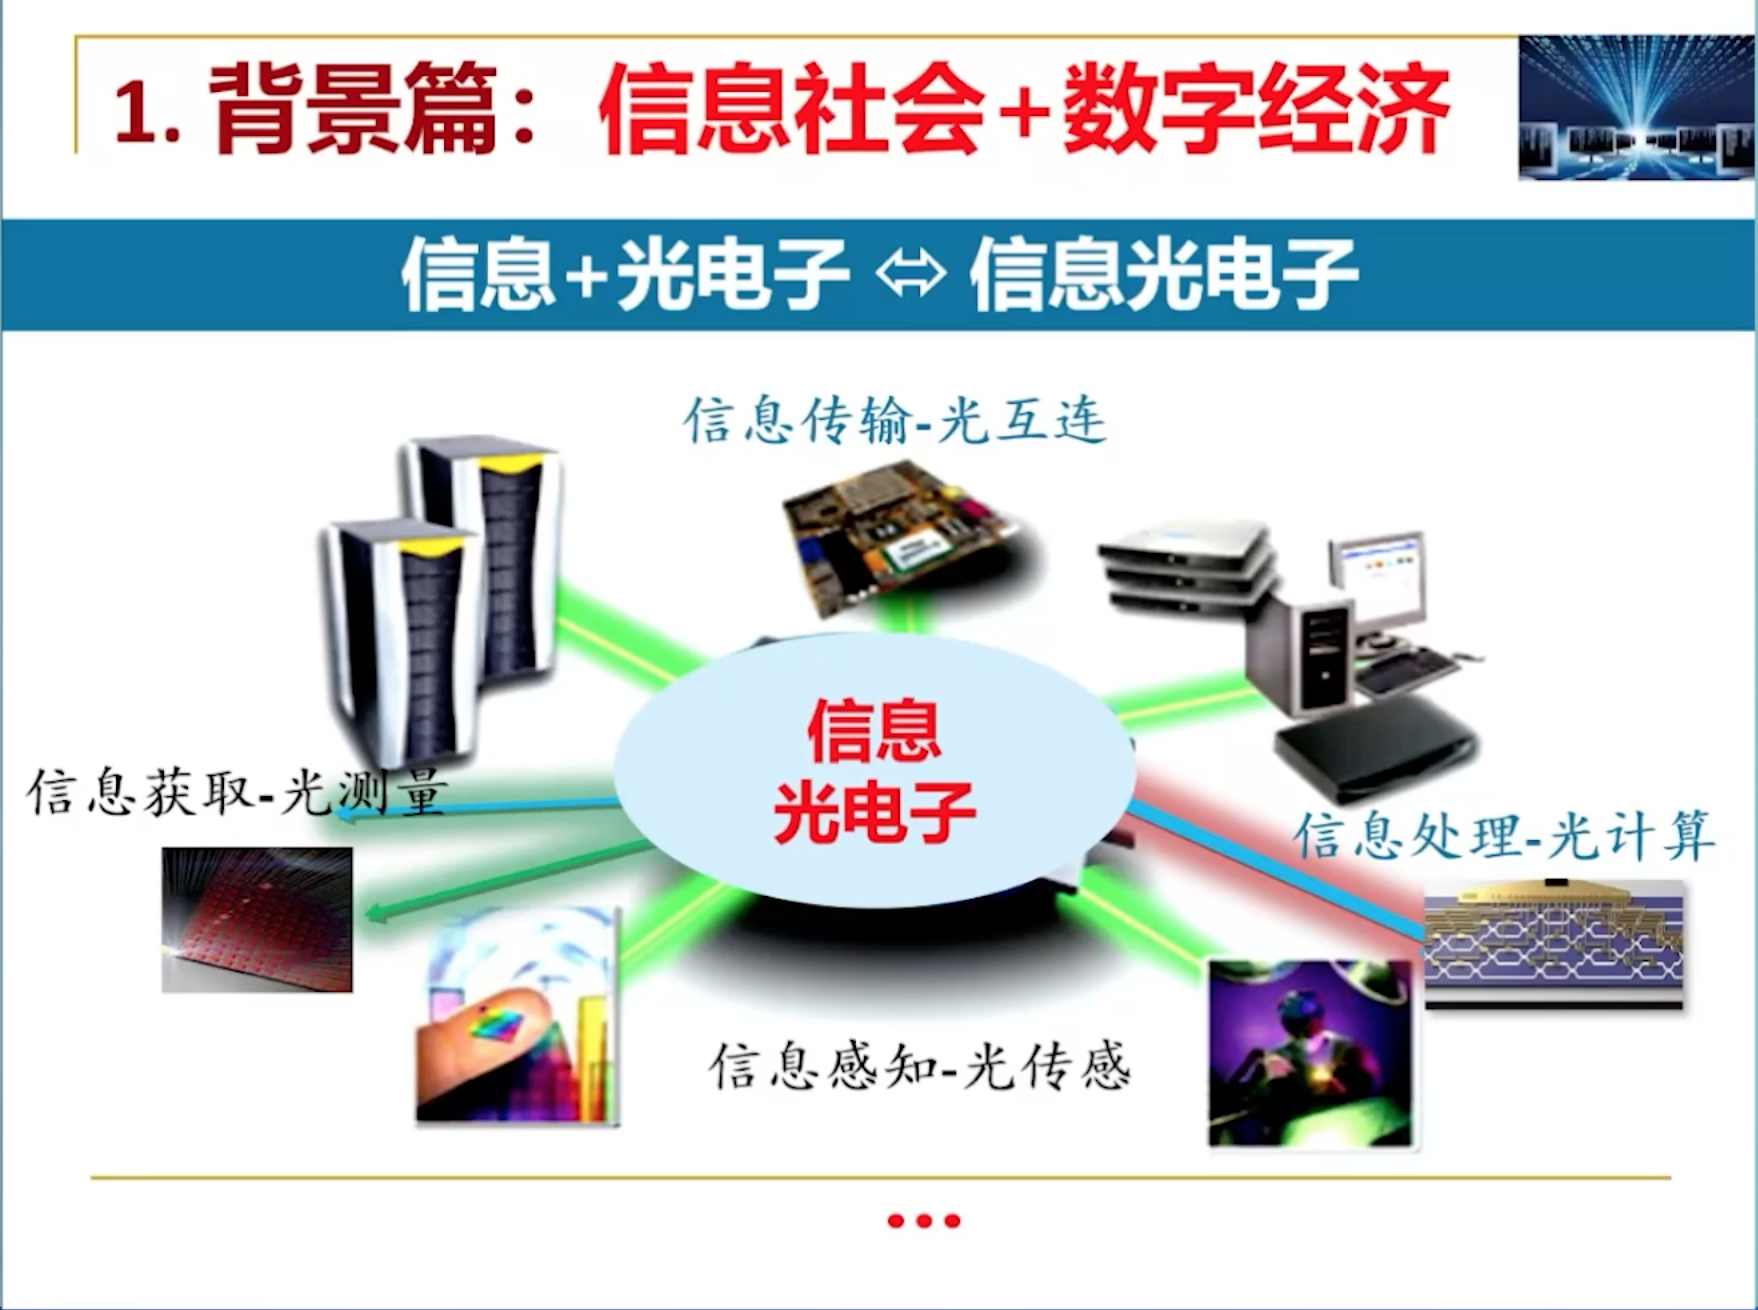 1. 背景篇：信息社会+数字经济
信息+光电子 ⇔ 信息光电子
信息传输-光互连
信息
光电子
信息获取-光测量
信息处理-光计算
信息感知-光传感
...